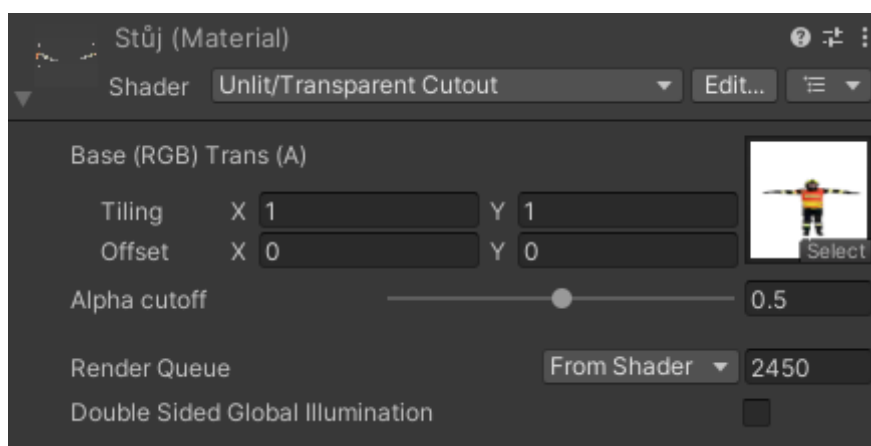 Stůj (Material)
Shader Unlit/Transparent Cutout Edit...
Base (RGB) Trans (A)
Tiling X 1 Y 1
Offset X 0 Y 0
Select
Alpha cutoff 0.5
Render Queue From Shader 2450
Double Sided Global Illumination